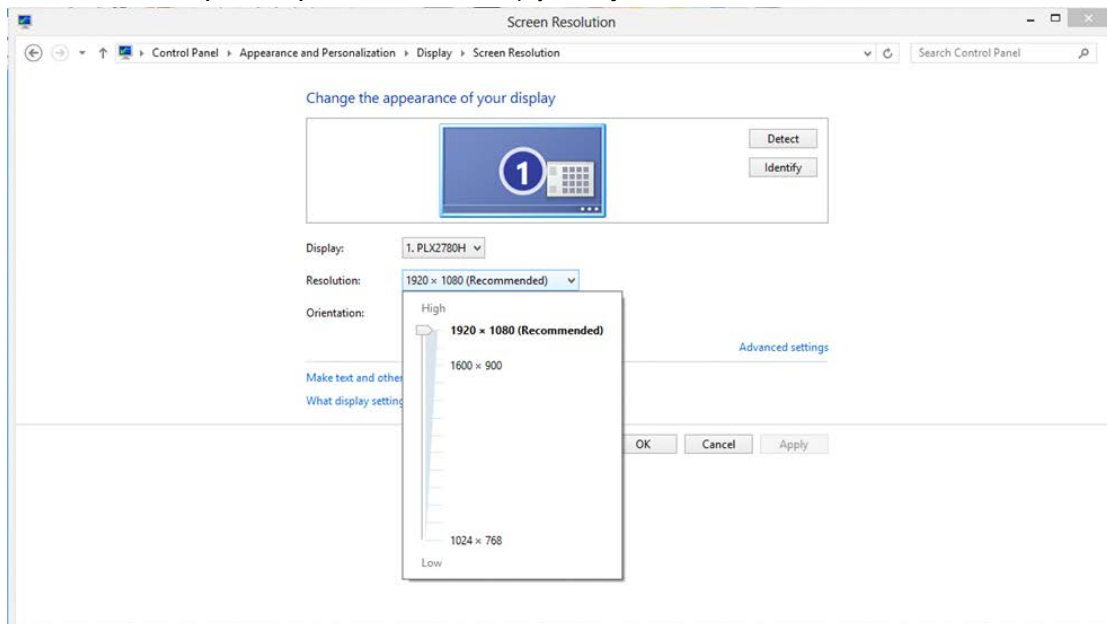 Screen Resolution
Control Panel ▸ Appearance and Personalization ▸ Display ▸ Screen Resolution
Search Control Panel
Change the appearance of your display
1
Detect
Identify
Display: 1. PLX2780H
Resolution: 1920 × 1080 (Recommended)
Orientation:
High
1920 × 1080 (Recommended)
Advanced settings
1600 × 900
Make text and other
What display setting
OK Cancel Apply
1024 × 768
Low